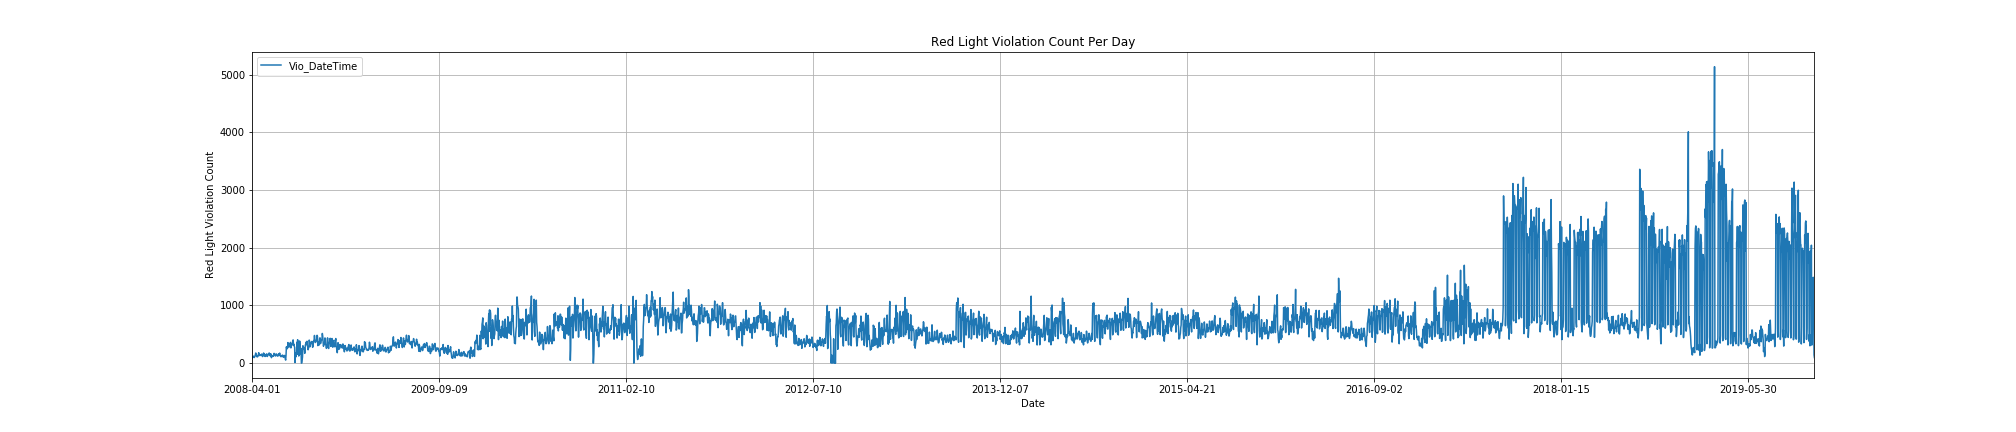 Red Light Violation Count Per Day
Vio_DateTime
5000
4000
3000
2000
1000
0
Red Light Violation Count
2008-04-01 2009-09-09 2011-02-10 2012-07-10 2013-12-07 2015-04-21 2016-09-02 2018-01-15 2019-05-30
Date